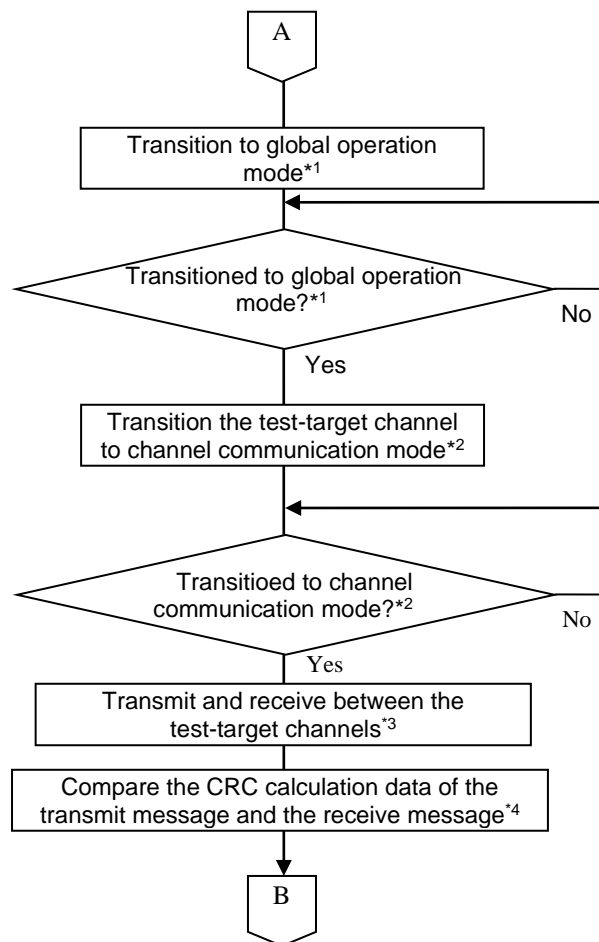 A
Transition to global operation
mode*1
Transitioned to global operation
mode?*1
No
Yes
Transition the test-target channel
to channel communication mode*2
Transitioed to channel
communication mode?*2
No
Yes
Transmit and receive between the
test-target channels*3
Compare the CRC calculation data of the
transmit message and the receive message*4
B